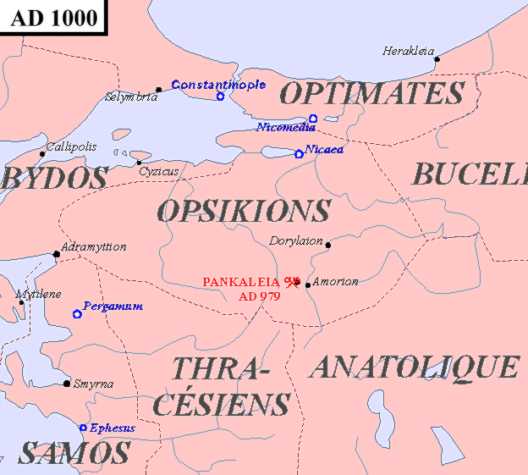 AD 1000
Herakleia
Constantinople
Selymbria
OPTIMATES
Nicomedia
Callipolis
Nicaea
Cyzicus
BYDOS
BUCELL
OPSIKIONS
Dorylaion
Adramyttion
PANKALEIA
AD 979
Amorion
Mytilene
Pergamum
THRA-
CÉSIENS
ANATOLIQUE
Smyrna
Ephesus
SAMOS